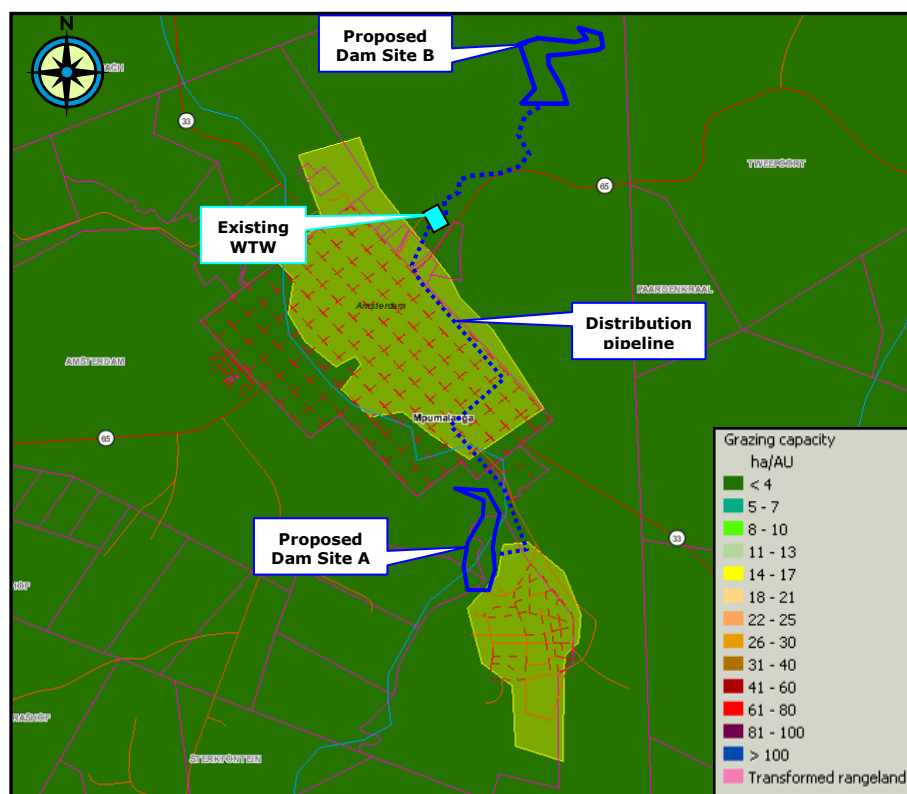 N
Proposed
Dam Site B
ACH
33
TWEEPOORT
65
Existing
WTW
PAARDENKRAAL
Amsterdam
Distribution
pipeline
AMSTERDAM
Mpumalanga
65
Grazing capacity
ha/AU
< 4
5 - 7
8 - 10
11 - 13
14 - 17
18 - 21
22 - 25
26 - 30
31 - 40
41 - 60
61 - 80
81 - 100
> 100
Transformed rangeland
Proposed
Dam Site A
33
STERKFONTEIN